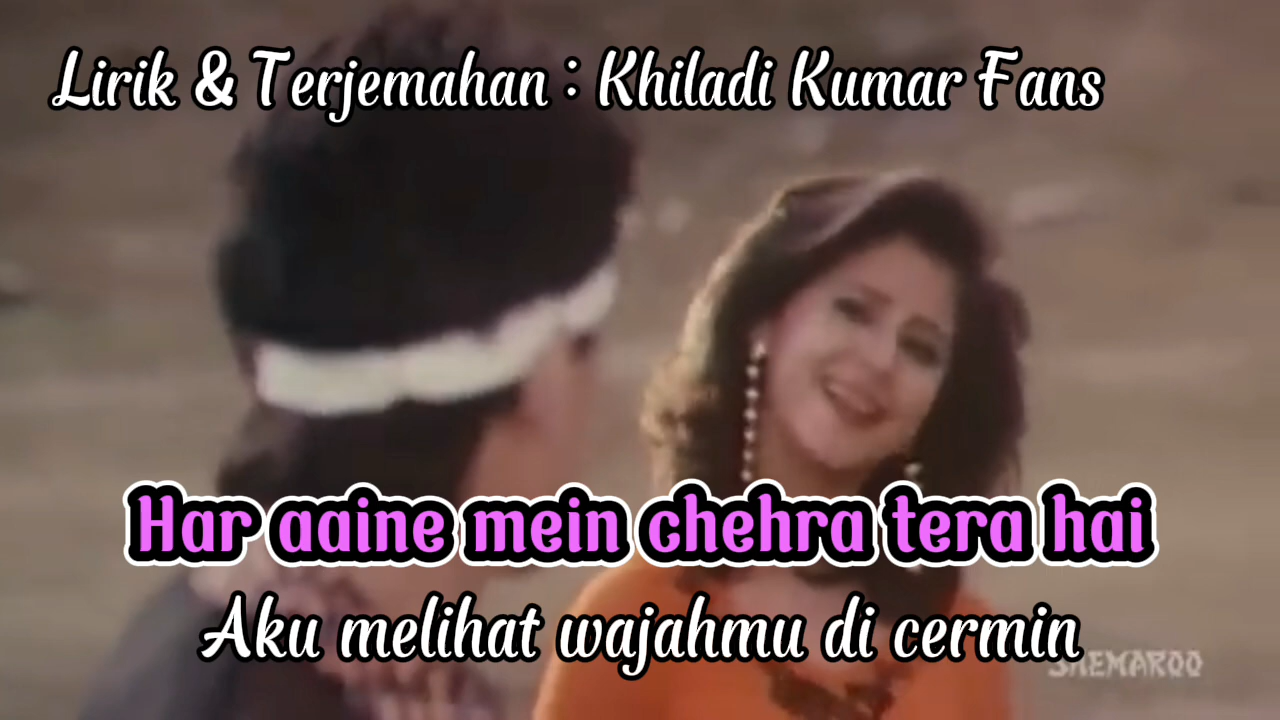 Lirik & Terjemahan : Khiladi Kumar Fans
Har aaine mein chehra tera hai
Aku melihat wajahmu di cermin
SHEMAROO